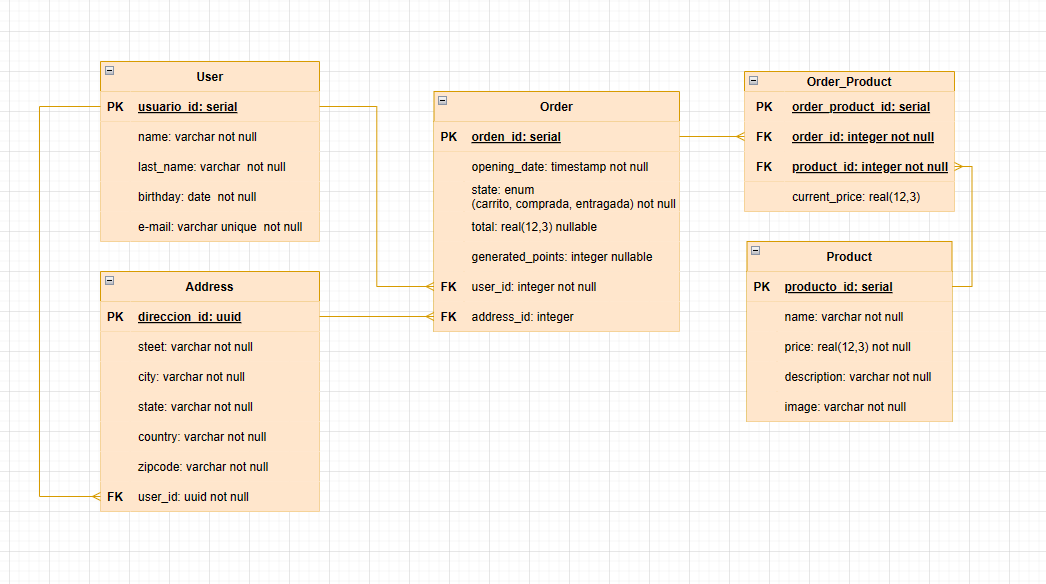 User
PK usuario_id: serial
name: varchar not null
last_name: varchar not null
birthday: date not null
e-mail: varchar unique not null
Address
PK direccion_id: uuid
steet: varchar not null
city: varchar not null
state: varchar not null
country: varchar not null
zipcode: varchar not null
FK user_id: uuid not null
Order
PK orden_id: serial
opening_date: timestamp not null
state: enum
(carrito, comprada, entragada) not null
total: real(12,3) nullable
generated_points: integer nullable
FK user_id: integer not null
FK address_id: integer
Order_Product
PK order_product_id: serial
FK order_id: integer not null
FK product_id: integer not null
current_price: real(12,3)
Product
PK producto_id: serial
name: varchar not null
price: real(12,3) not null
description: varchar not null
image: varchar not null